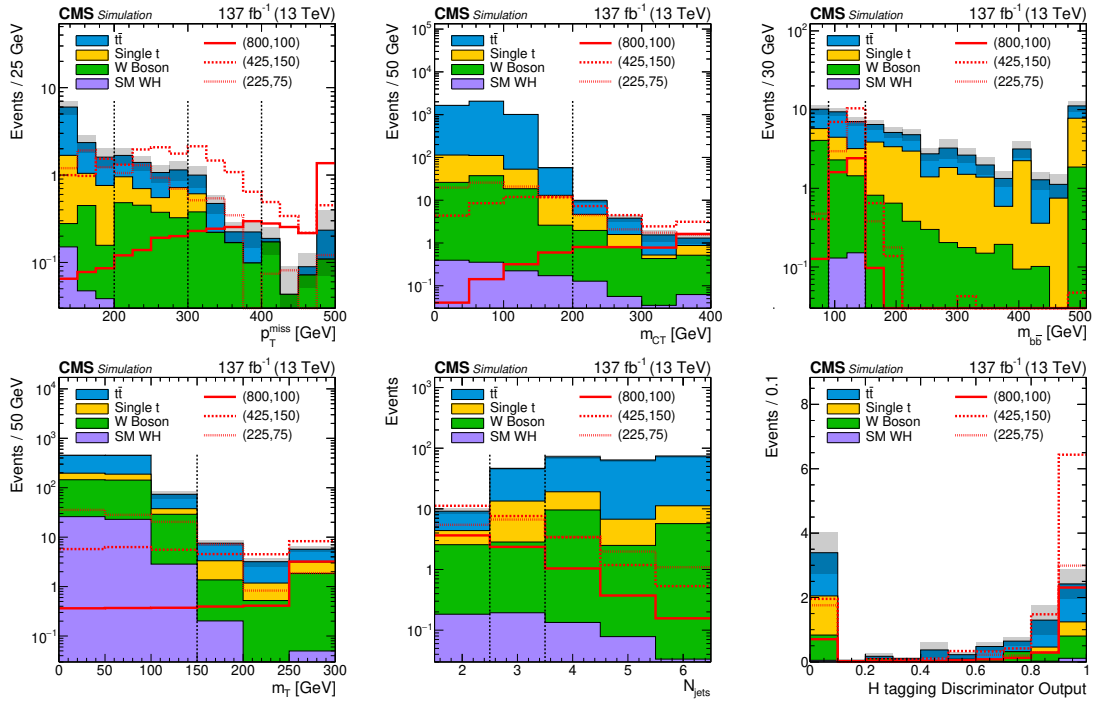 CMS Simulation 137 fb⁻¹ (13 TeV)
Events / 25 GeV
tt̄ (800,100)
Single t (425,150)
W Boson (225,75)
SM WH
10
1
10⁻¹
200 300 400 500
p_T^miss [GeV]
CMS Simulation 137 fb⁻¹ (13 TeV)
Events / 50 GeV
tt̄ (800,100)
Single t (425,150)
W Boson (225,75)
SM WH
10⁵
10⁴
10³
10²
10
1
10⁻¹
0 100 200 300 400
m_CT [GeV]
CMS Simulation 137 fb⁻¹ (13 TeV)
Events / 30 GeV
tt̄ (800,100)
Single t (425,150)
W Boson (225,75)
SM WH
10²
10
1
10⁻¹
100 200 300 400 500
m_bb̄ [GeV]
CMS Simulation 137 fb⁻¹ (13 TeV)
Events / 50 GeV
tt̄ (800,100)
Single t (425,150)
W Boson (225,75)
SM WH
10⁴
10³
10²
10
1
10⁻¹
0 50 100 150 200 250 300
m_T [GeV]
CMS Simulation 137 fb⁻¹ (13 TeV)
Events
tt̄ (800,100)
Single t (425,150)
W Boson (225,75)
SM WH
10³
10²
10
1
10⁻¹
2 3 4 5 6
N_jets
CMS Simulation 137 fb⁻¹ (13 TeV)
Events / 0.1
tt̄ (800,100)
Single t (425,150)
W Boson (225,75)
SM WH
8
6
4
2
0
0 0.2 0.4 0.6 0.8 1
H tagging Discriminator Output